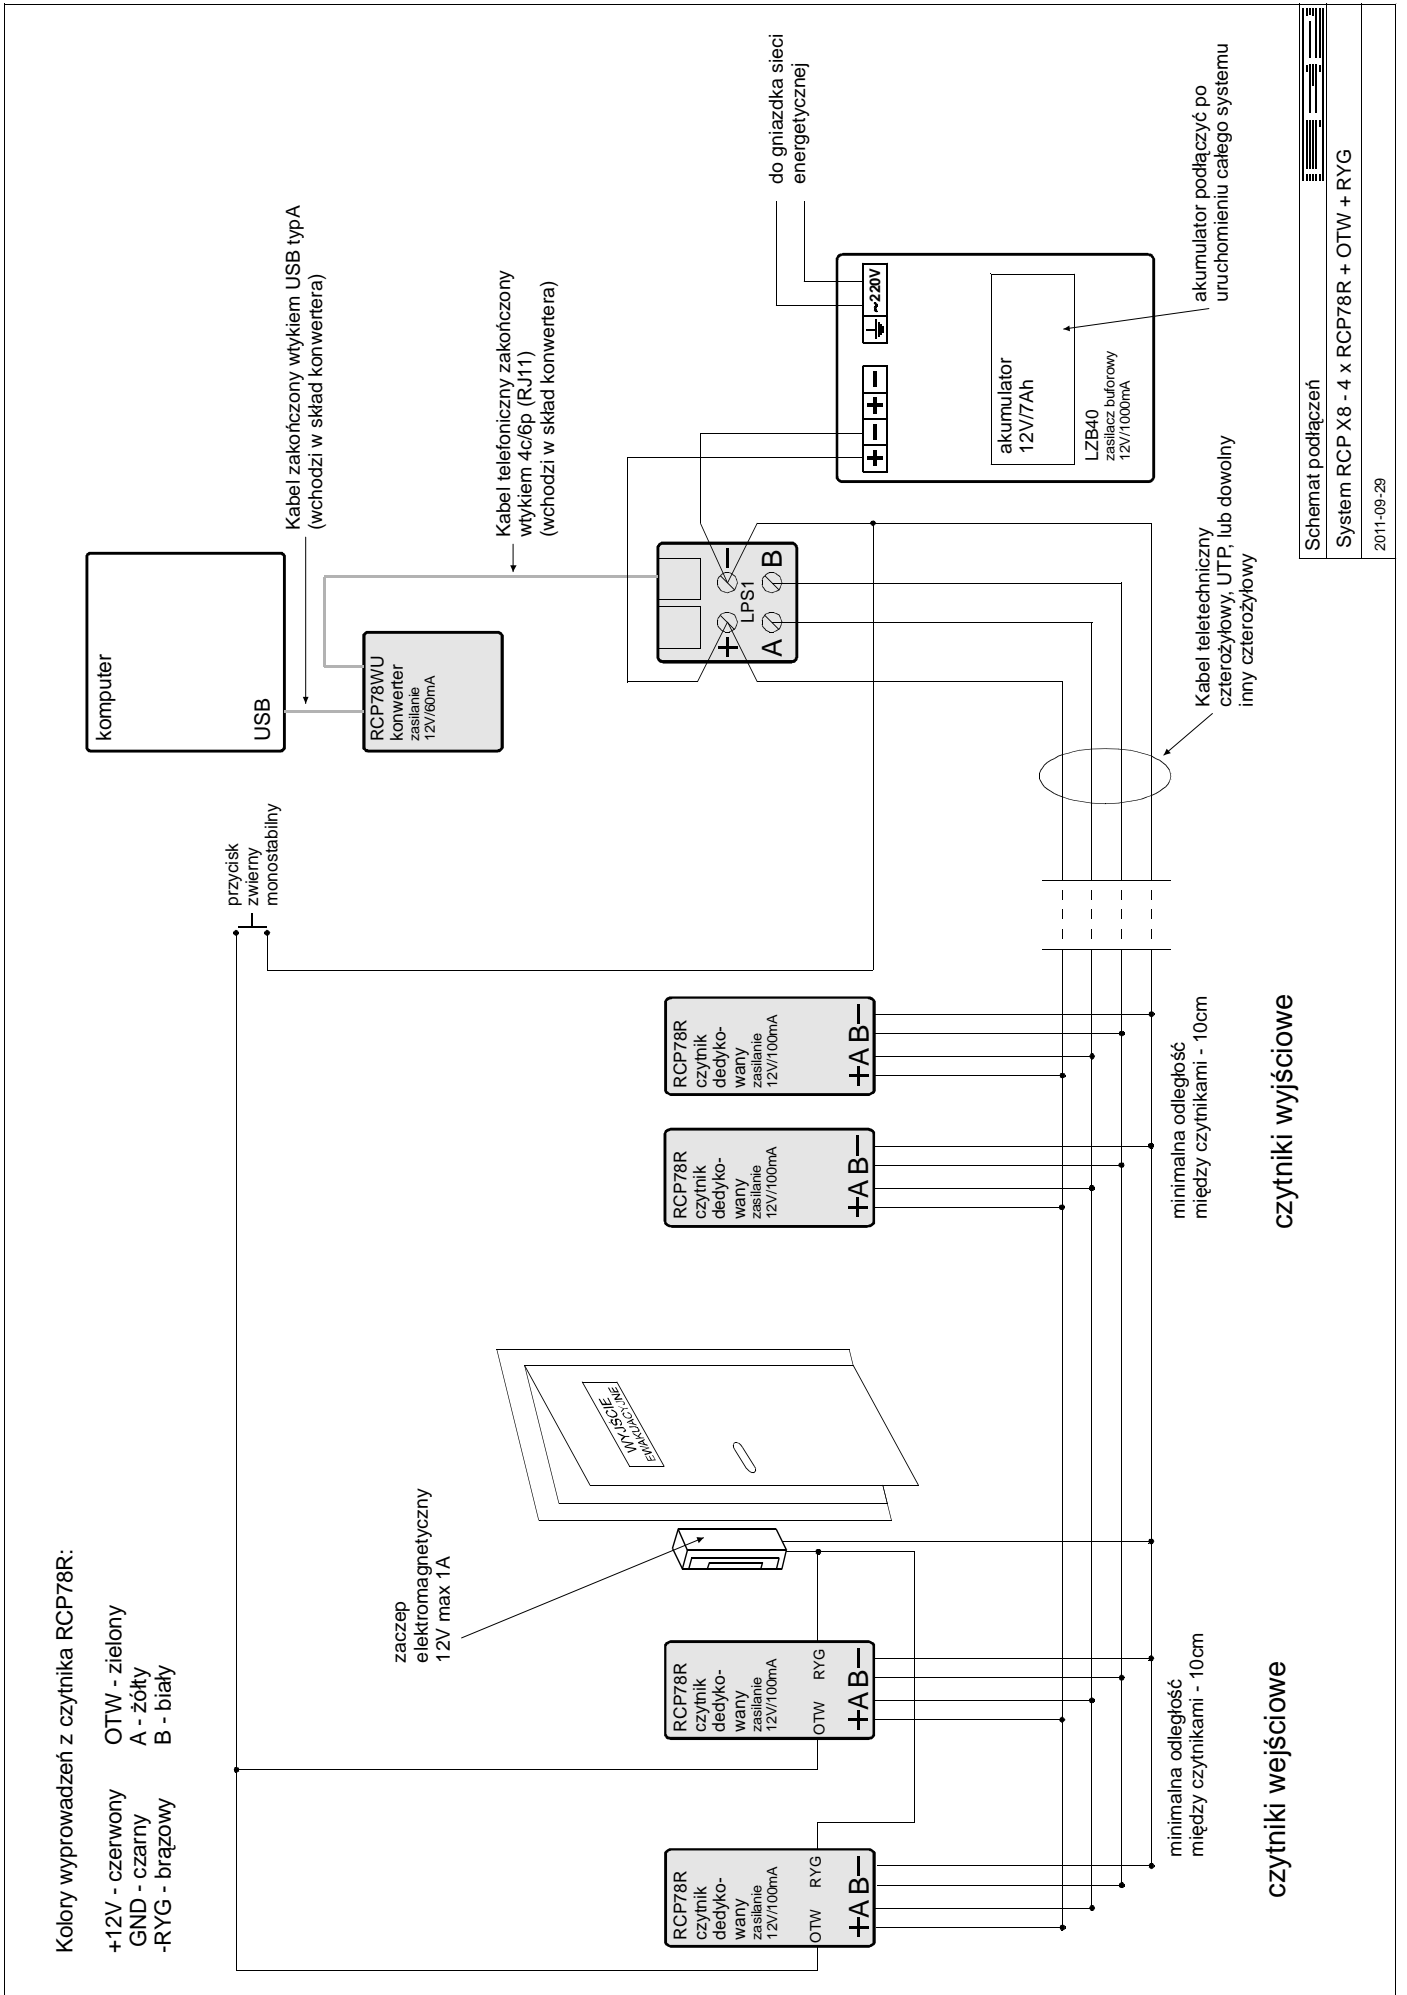 Kolory wyprowadzeń z czytnika RCP78R:
+12V - czerwony
GND - czarny
-RYG - brązowy
OTW - zielony
A - żółty
B - biały
komputer
USB
Kabel zakończony wtykiem USB typA
(wchodzi w skład konwertera)
RCP78WU
konwerter
zasilanie
12V/60mA
Kabel telefoniczny zakończony
wtykiem 4c/6p (RJ11)
(wchodzi w skład konwertera)
przycisk
zwierny
monostabilny
do gniazdka sieci
energetycznej
+ -
LPS1
A B
+ - + -
~220V
akumulator
12V/7Ah
LZB40
zasilacz buforowy
12V/1000mA
akumulator podłączyć po
uruchomieniu całego systemu
zaczep
elektromagnetyczny
12V max 1A
WYJŚCIE
EWAKUACYJNE
RCP78R
czytnik
dedyko-
wany
zasilanie
12V/100mA
OTW RYG
+AB-
RCP78R
czytnik
dedyko-
wany
zasilanie
12V/100mA
OTW RYG
+AB-
RCP78R
czytnik
dedyko-
wany
zasilanie
12V/100mA
+AB-
RCP78R
czytnik
dedyko-
wany
zasilanie
12V/100mA
+AB-
Kabel teletechniczny
czterożyłowy, UTP, lub dowolny
inny czterożyłowy
minimalna odległość
między czytnikami - 10cm
czytniki wejściowe
minimalna odległość
między czytnikami - 10cm
czytniki wyjściowe
Schemat podłączeń
System RCP X8 - 4 x RCP78R + OTW + RYG
2011-09-29